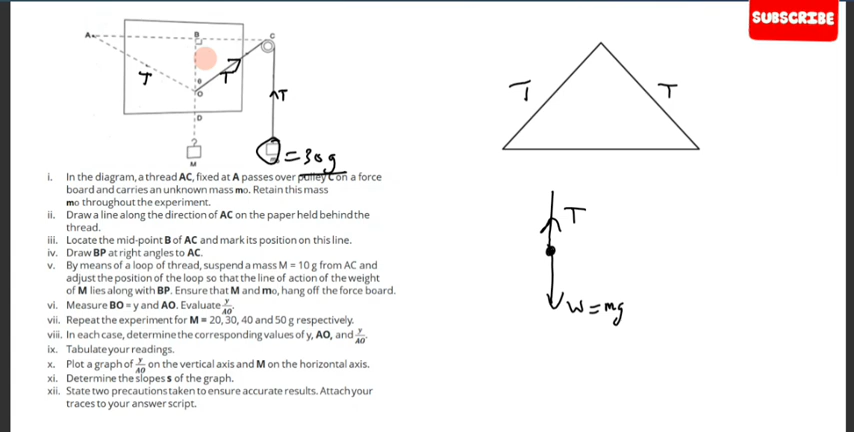 SUBSCRIBE
A
B
C
T
T
θ
O
T
D
M
= 30g
T
T
T
W = mg
i. In the diagram, a thread AC, fixed at A passes over pulley C on a force
board and carries an unknown mass mo. Retain this mass
mo throughout the experiment.
ii. Draw a line along the direction of AC on the paper held behind the
thread.
iii. Locate the mid-point B of AC and mark its position on this line.
iv. Draw BP at right angles to AC.
v. By means of a loop of thread, suspend a mass M = 10 g from AC and
adjust the position of the loop so that the line of action of the weight
of M lies along with BP. Ensure that M and mo, hang off the force board.
vi. Measure BO = y and AO. Evaluate y/AO.
vii. Repeat the experiment for M = 20, 30, 40 and 50 g respectively.
viii. In each case, determine the corresponding values of y, AO, and y/AO.
ix. Tabulate your readings.
x. Plot a graph of y/AO on the vertical axis and M on the horizontal axis.
xi. Determine the slopes s of the graph.
xii. State two precautions taken to ensure accurate results. Attach your
traces to your answer script.